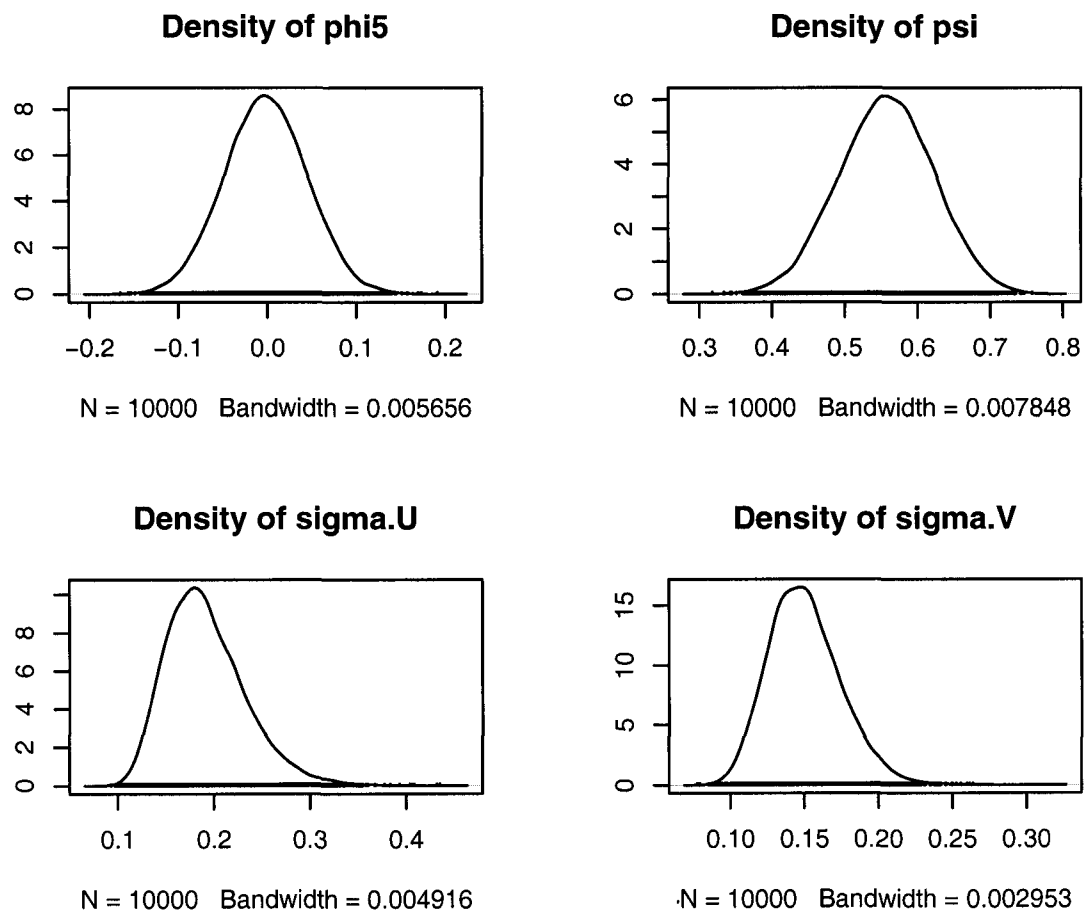 Density of phi5
8
6
4
2
0
−0.2 −0.1 0.0 0.1 0.2
N = 10000 Bandwidth = 0.005656
Density of psi
6
4
2
0
0.3 0.4 0.5 0.6 0.7 0.8
N = 10000 Bandwidth = 0.007848
Density of sigma.U
8
6
4
2
0
0.1 0.2 0.3 0.4
N = 10000 Bandwidth = 0.004916
Density of sigma.V
15
10
5
0
0.10 0.15 0.20 0.25 0.30
N = 10000 Bandwidth = 0.002953